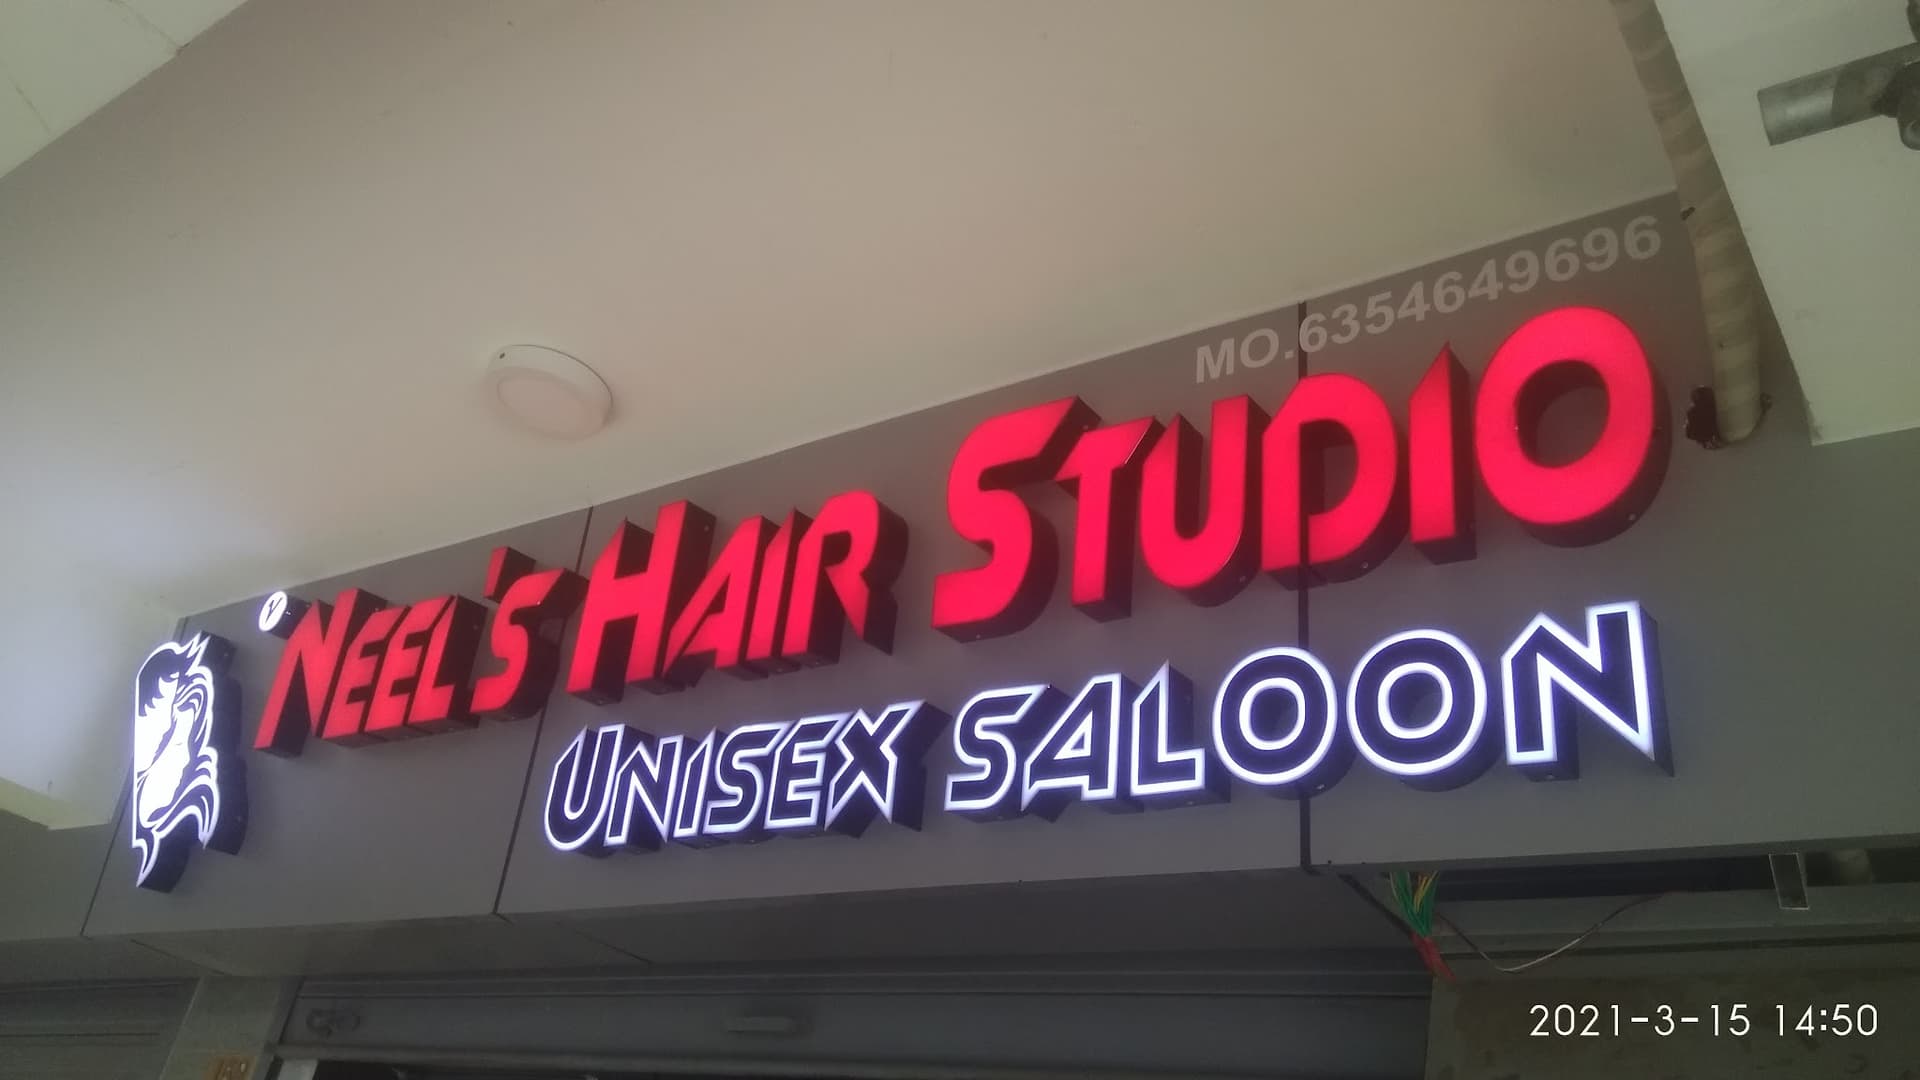 MO.6354649696
NEEL'S HAIR STUDIO
UNISEX SALOON
2021-3-15 14:50